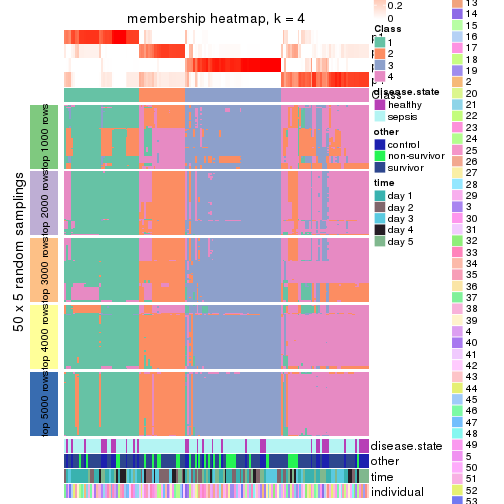 membership heatmap, k = 4
50 x 5 random samplings
top 1000 rows
top 2000 rows
top 3000 rows
top 4000 rows
top 5000 rows
Class
disease.state
other
time
individual
0.2
0
Class
1
2
3
4
disease.state
healthy
sepsis
other
control
non-survivor
survivor
time
day 1
day 2
day 3
day 4
day 5
13
14
15
16
17
18
19
2
20
21
22
23
24
25
26
27
28
29
3
30
31
32
33
34
35
36
37
38
39
4
40
41
42
43
44
45
46
47
48
49
5
50
51
52
53